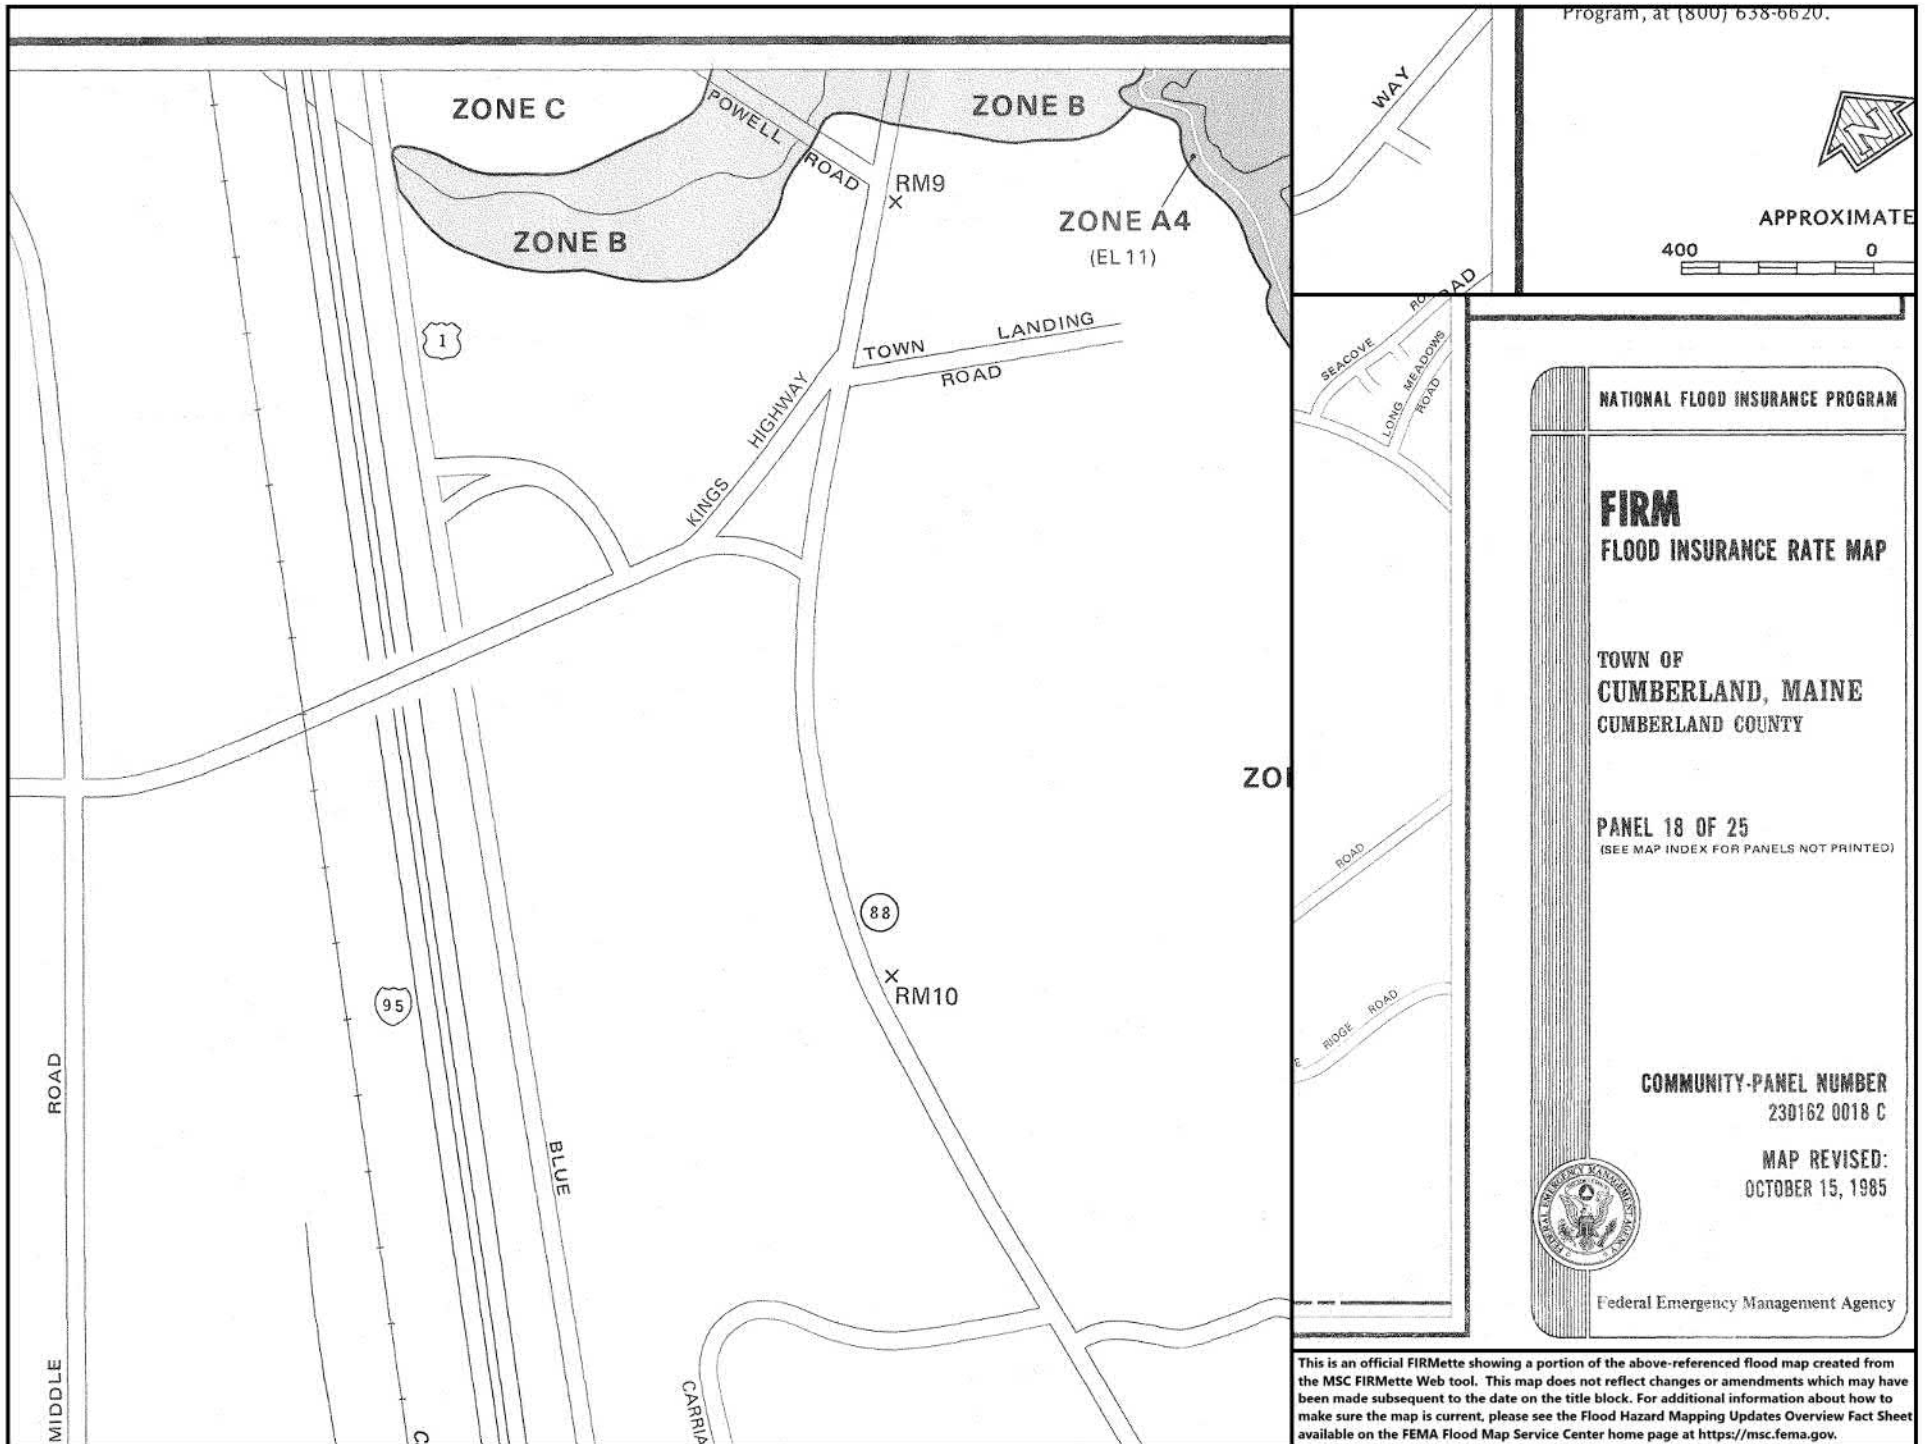 ZONE C
POWELL
ROAD
ZONE B
RM9
ZONE B
ZONE A4
(EL 11)
1
TOWN LANDING
ROAD
KINGS HIGHWAY
88
RM10
95
ROAD
MIDDLE
BLUE
WAY
Program, at (800) 638-6620.
N
APPROXIMATE
400 0
SEACOVE ROAD
LONG MEADOWS
ROAD
ROAD
RIDGE ROAD
NATIONAL FLOOD INSURANCE PROGRAM
FIRM
FLOOD INSURANCE RATE MAP
TOWN OF
CUMBERLAND, MAINE
CUMBERLAND COUNTY
PANEL 18 OF 25
(SEE MAP INDEX FOR PANELS NOT PRINTED)
COMMUNITY-PANEL NUMBER
230162 0018 C
MAP REVISED:
OCTOBER 15, 1985
FEDERAL EMERGENCY MANAGEMENT AGENCY
Federal Emergency Management Agency
This is an official FIRMette showing a portion of the above-referenced flood map created from
the MSC FIRMette Web tool. This map does not reflect changes or amendments which may have
been made subsequent to the date on the title block. For additional information about how to
make sure the map is current, please see the Flood Hazard Mapping Updates Overview Fact Sheet
available on the FEMA Flood Map Service Center home page at https://msc.fema.gov.